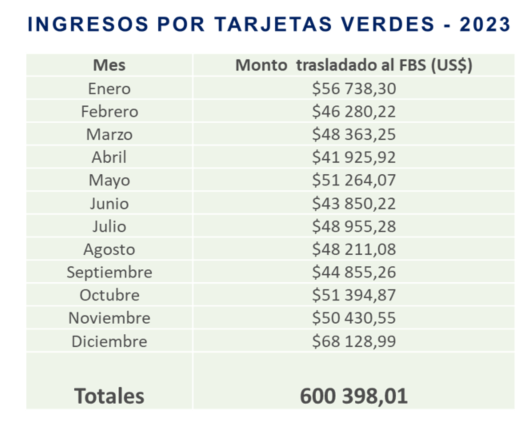 INGRESOS POR TARJETAS VERDES - 2023
Mes Monto trasladado al FBS (US$)
Enero $56 738,30
Febrero $46 280,22
Marzo $48 363,25
Abril $41 925,92
Mayo $51 264,07
Junio $43 850,22
Julio $48 955,28
Agosto $48 211,08
Septiembre $44 855,26
Octubre $51 394,87
Noviembre $50 430,55
Diciembre $68 128,99
Totales 600 398,01